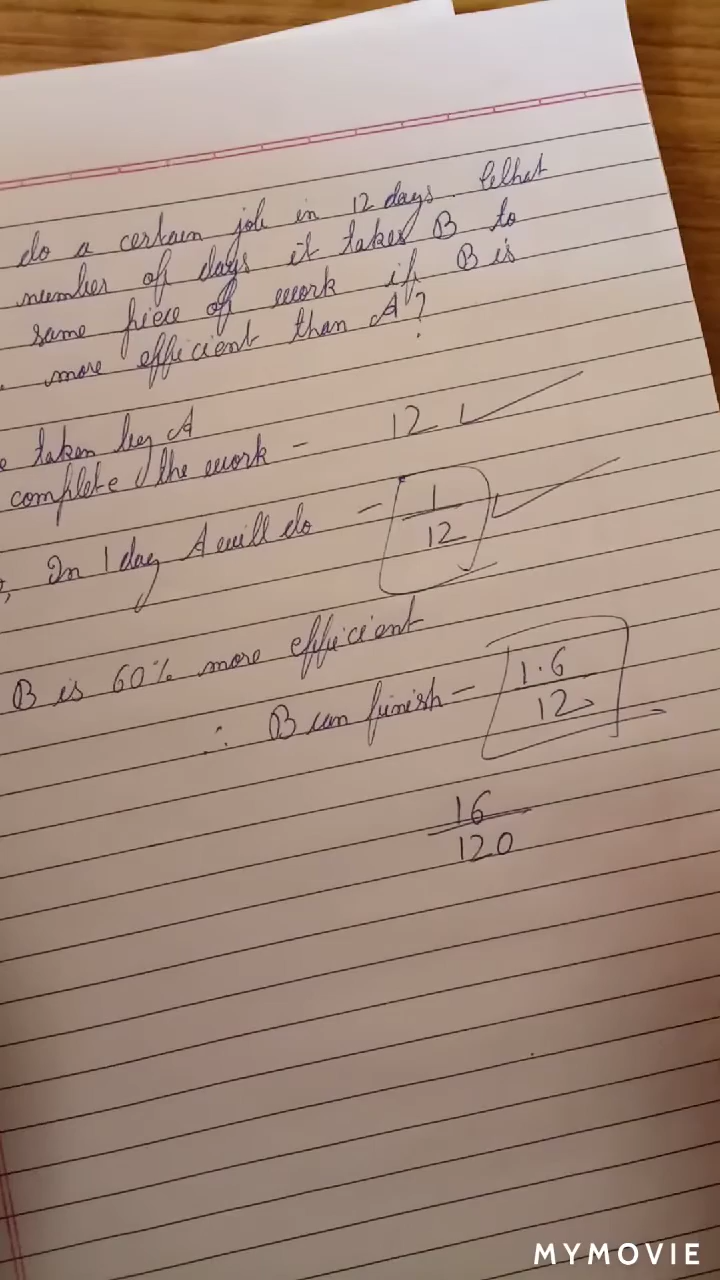 do a certain job in 12 days. What
number of days it takes B to
same piece of work if B is
more efficient than A?
taken by A
complete the work - 12
In 1 day A will do - 1/12
B is 60% more efficient
∴ B can finish - 1.6/12
16/120
MYMOVIE